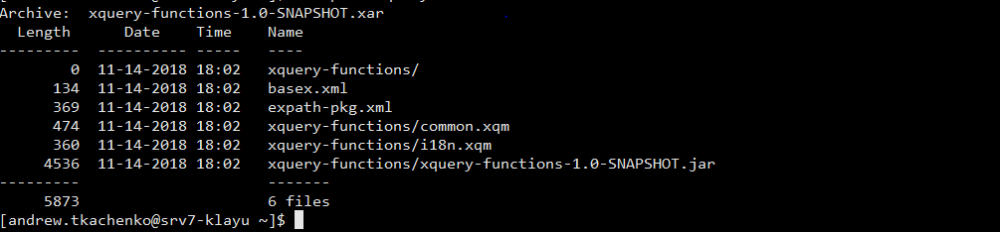 Archive:  xquery-functions-1.0-SNAPSHOT.xar
  Length      Date    Time    Name
---------  ---------- -----   ----
        0  11-14-2018 18:02   xquery-functions/
      134  11-14-2018 18:02   basex.xml
      369  11-14-2018 18:02   expath-pkg.xml
      474  11-14-2018 18:02   xquery-functions/common.xqm
      360  11-14-2018 18:02   xquery-functions/i18n.xqm
     4536  11-14-2018 18:02   xquery-functions/xquery-functions-1.0-SNAPSHOT.jar
---------                     -------
     5873                     6 files
[andrew.tkachenko@srv7-klayu ~]$